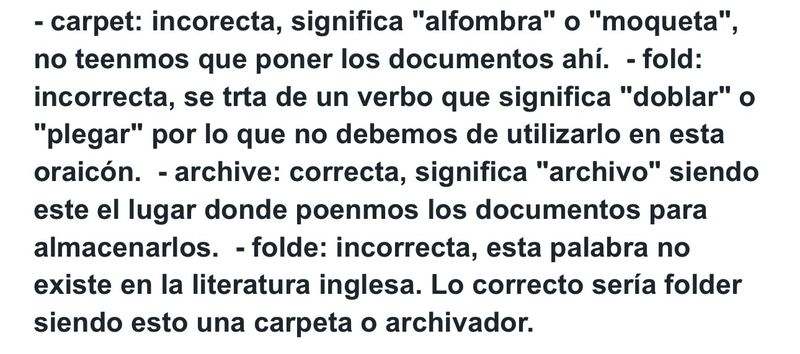 - carpet: incorecta, significa "alfombra" o "moqueta",
no teenmos que poner los documentos ahí.  - fold:
incorrecta, se trta de un verbo que significa "doblar" o
"plegar" por lo que no debemos de utilizarlo en esta
oraicón.  - archive: correcta, significa "archivo" siendo
este el lugar donde poenmos los documentos para
almacenarlos.  - folde: incorrecta, esta palabra no
existe en la literatura inglesa. Lo correcto sería folder
siendo esto una carpeta o archivador.